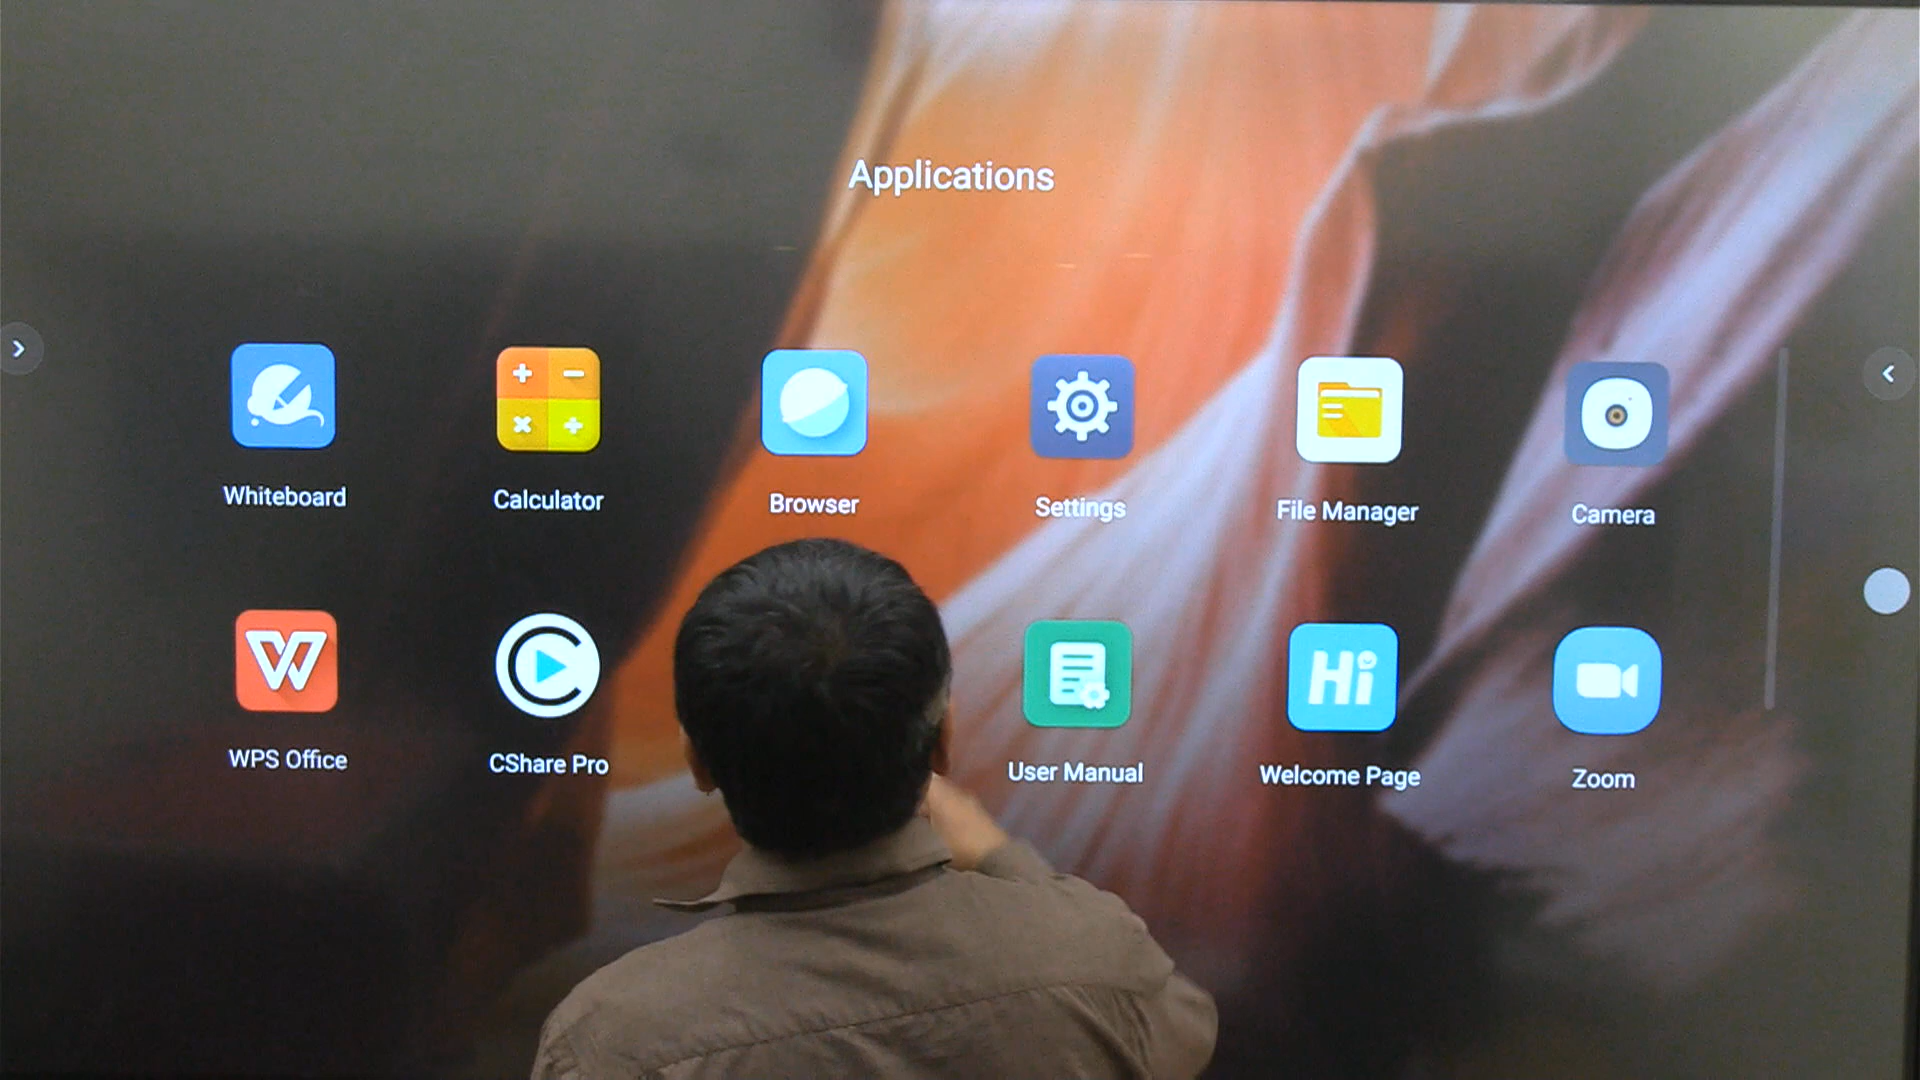 Applications
Whiteboard
Calculator
Browser
Settings
File Manager
Camera
Hi
WPS Office
CShare Pro
User Manual
Welcome Page
Zoom